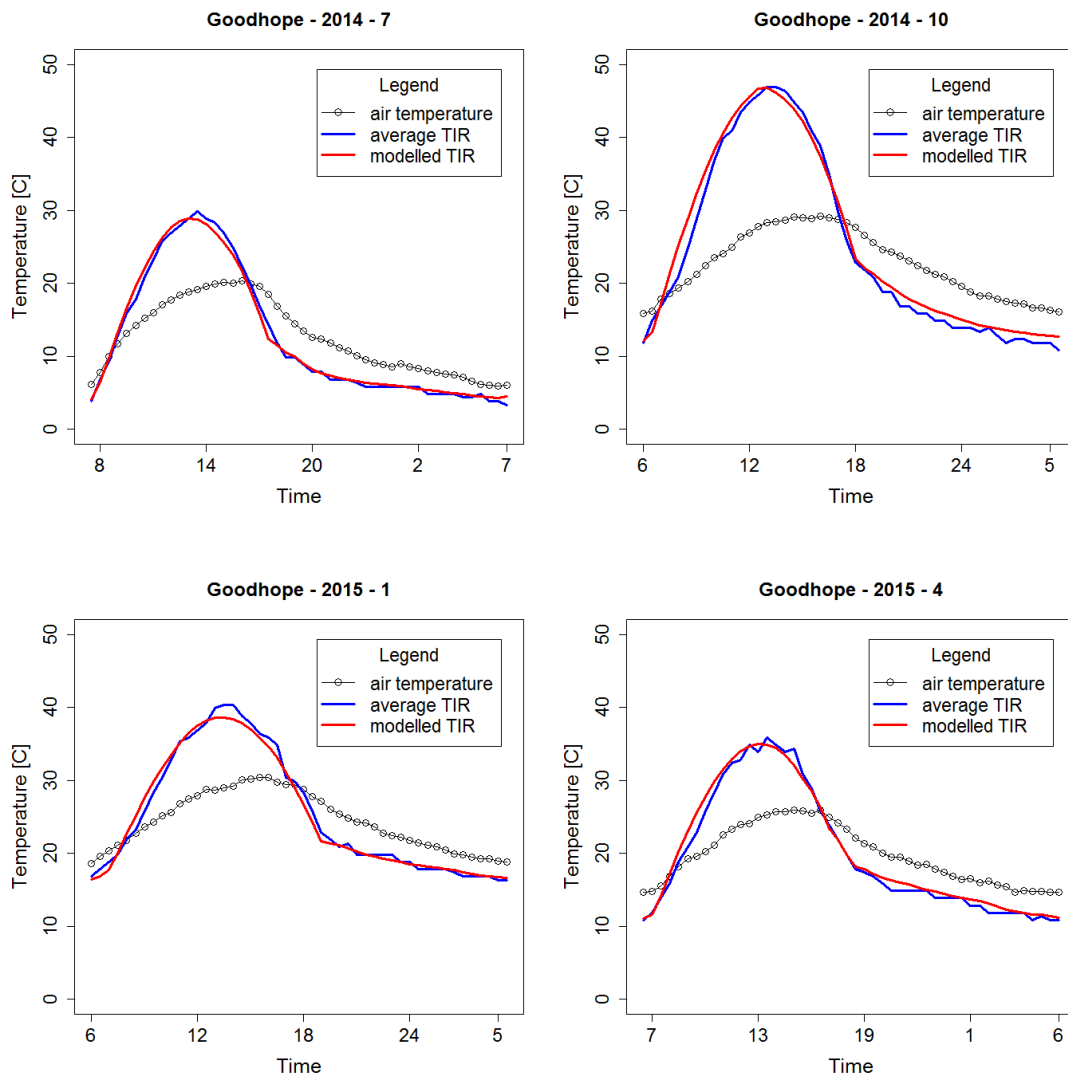 Goodhope - 2014 - 7
Temperature [C]
50
40
30
20
10
0
Legend
air temperature
average TIR
modelled TIR
8 14 20 2 7
Time
Goodhope - 2014 - 10
Temperature [C]
50
40
30
20
10
0
Legend
air temperature
average TIR
modelled TIR
6 12 18 24 5
Time
Goodhope - 2015 - 1
Temperature [C]
50
40
30
20
10
0
Legend
air temperature
average TIR
modelled TIR
6 12 18 24 5
Time
Goodhope - 2015 - 4
Temperature [C]
50
40
30
20
10
0
Legend
air temperature
average TIR
modelled TIR
7 13 19 1 6
Time